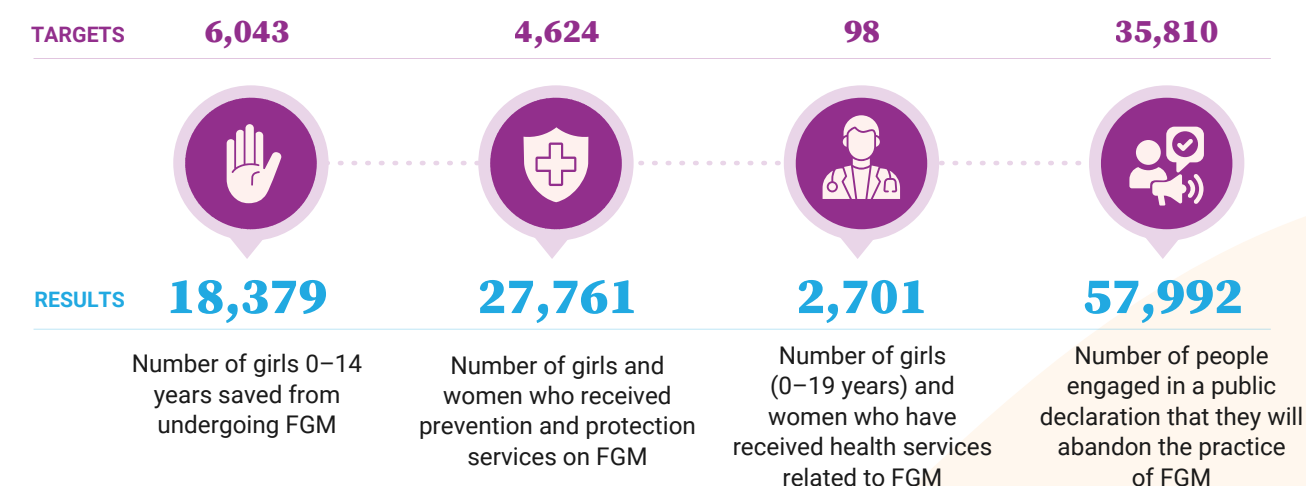 TARGETS 6,043 4,624 98 35,810
RESULTS 18,379 27,761 2,701 57,992
Number of girls 0–14
years saved from
undergoing FGM
Number of girls and
women who received
prevention and protection
services on FGM
Number of girls
(0–19 years) and
women who have
received health services
related to FGM
Number of people
engaged in a public
declaration that they will
abandon the practice
of FGM